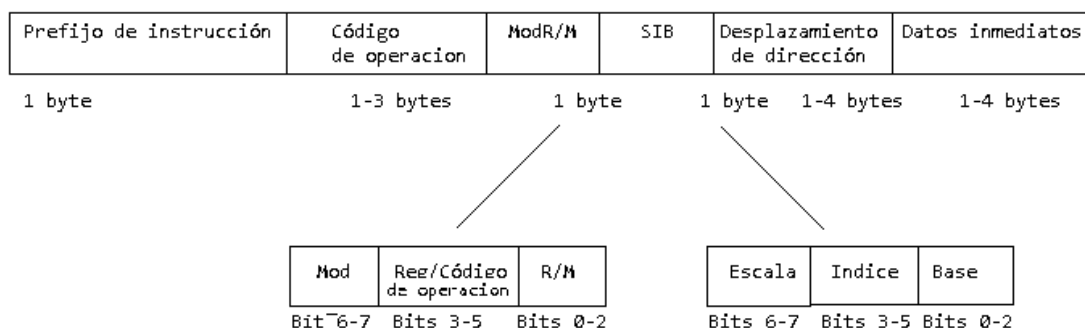 Prefijo de instrucción
Código
de operacion
ModR/M
SIB
Desplazamiento
de dirección
Datos inmediatos
1 byte
1-3 bytes
1 byte
1 byte
1-4 bytes
1-4 bytes
Mod
Reg/Código
de operacion
R/M
Escala
Indice
Base
Bit 6-7
Bits 3-5
Bits 0-2
Bits 6-7
Bits 3-5
Bits 0-2